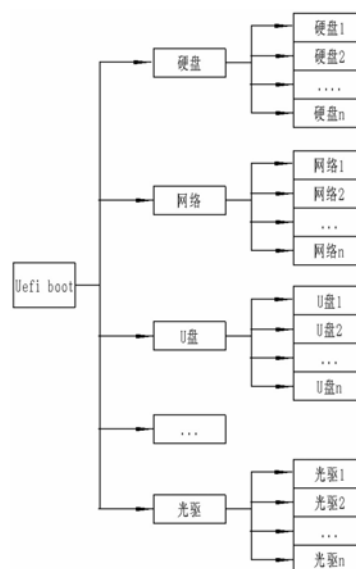 硬盘1
硬盘2
....
硬盘n
硬盘
网络1
网络2
...
网络n
网络
Uefi boot
U盘1
U盘2
...
U盘n
U盘
...
光驱1
光驱2
...
光驱n
光驱